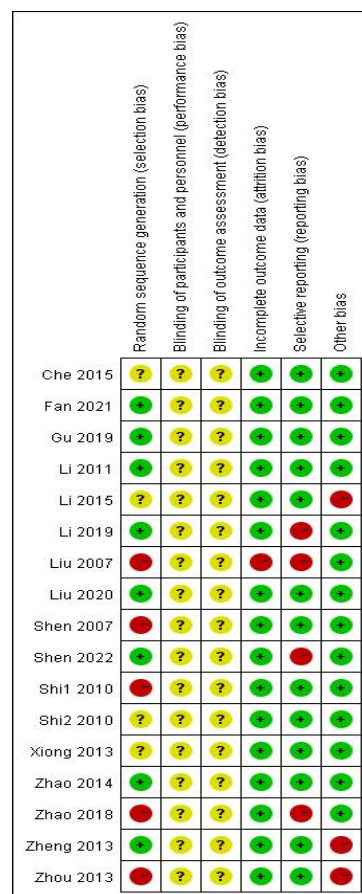 Random sequence generation (selection bias)
Blinding of participants and personnel (performance bias)
Blinding of outcome assessment (detection bias)
Incomplete outcome data (attrition bias)
Selective reporting (reporting bias)
Other bias
Che 2015 ? ? ? + + +
Fan 2021 + ? ? + + +
Gu 2019 + ? ? + + +
Li 2011 + ? ? + + +
Li 2015 ? ? ? + + -
Li 2019 + ? ? + - +
Liu 2007 - ? ? - - +
Liu 2020 + ? ? + + +
Shen 2007 - ? ? + + +
Shen 2022 + ? ? + - +
Shi1 2010 - ? ? + + +
Shi2 2010 ? ? ? + + +
Xiong 2013 ? ? ? + + +
Zhao 2014 + ? ? + + +
Zhao 2018 - ? ? + - +
Zheng 2013 + ? ? + + -
Zhou 2013 - ? ? + + -